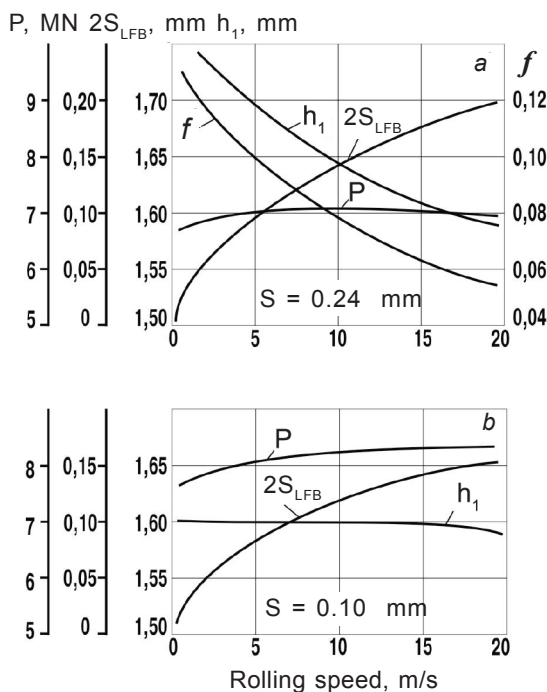 P, MN 2S_LFB, mm h₁, mm
a f
9 0,20 1,70 0,12
f h₁ 2S_LFB
8 0,15 1,65 0,10
P
7 0,10 1,60 0,08
6 0,05 1,55 0,06
S = 0.24 mm
5 0 1,50 0,04
0 5 10 15 20
b
P
8 0,15 1,65
2S_LFB
h₁
7 0,10 1,60
6 0,05 1,55
S = 0.10 mm
5 0 1,50
0 5 10 15 20
Rolling speed, m/s